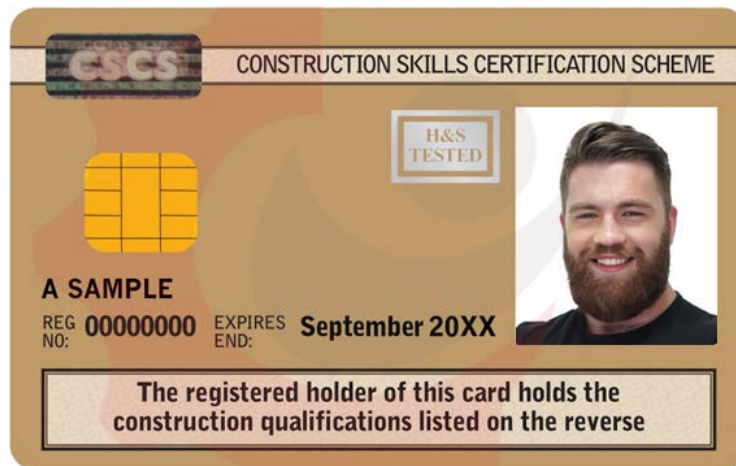 CSCS
CONSTRUCTION SKILLS CERTIFICATION SCHEME
H&S
TESTED
A SAMPLE
REG NO: 00000000 EXPIRES END: September 20XX
The registered holder of this card holds the
construction qualifications listed on the reverse